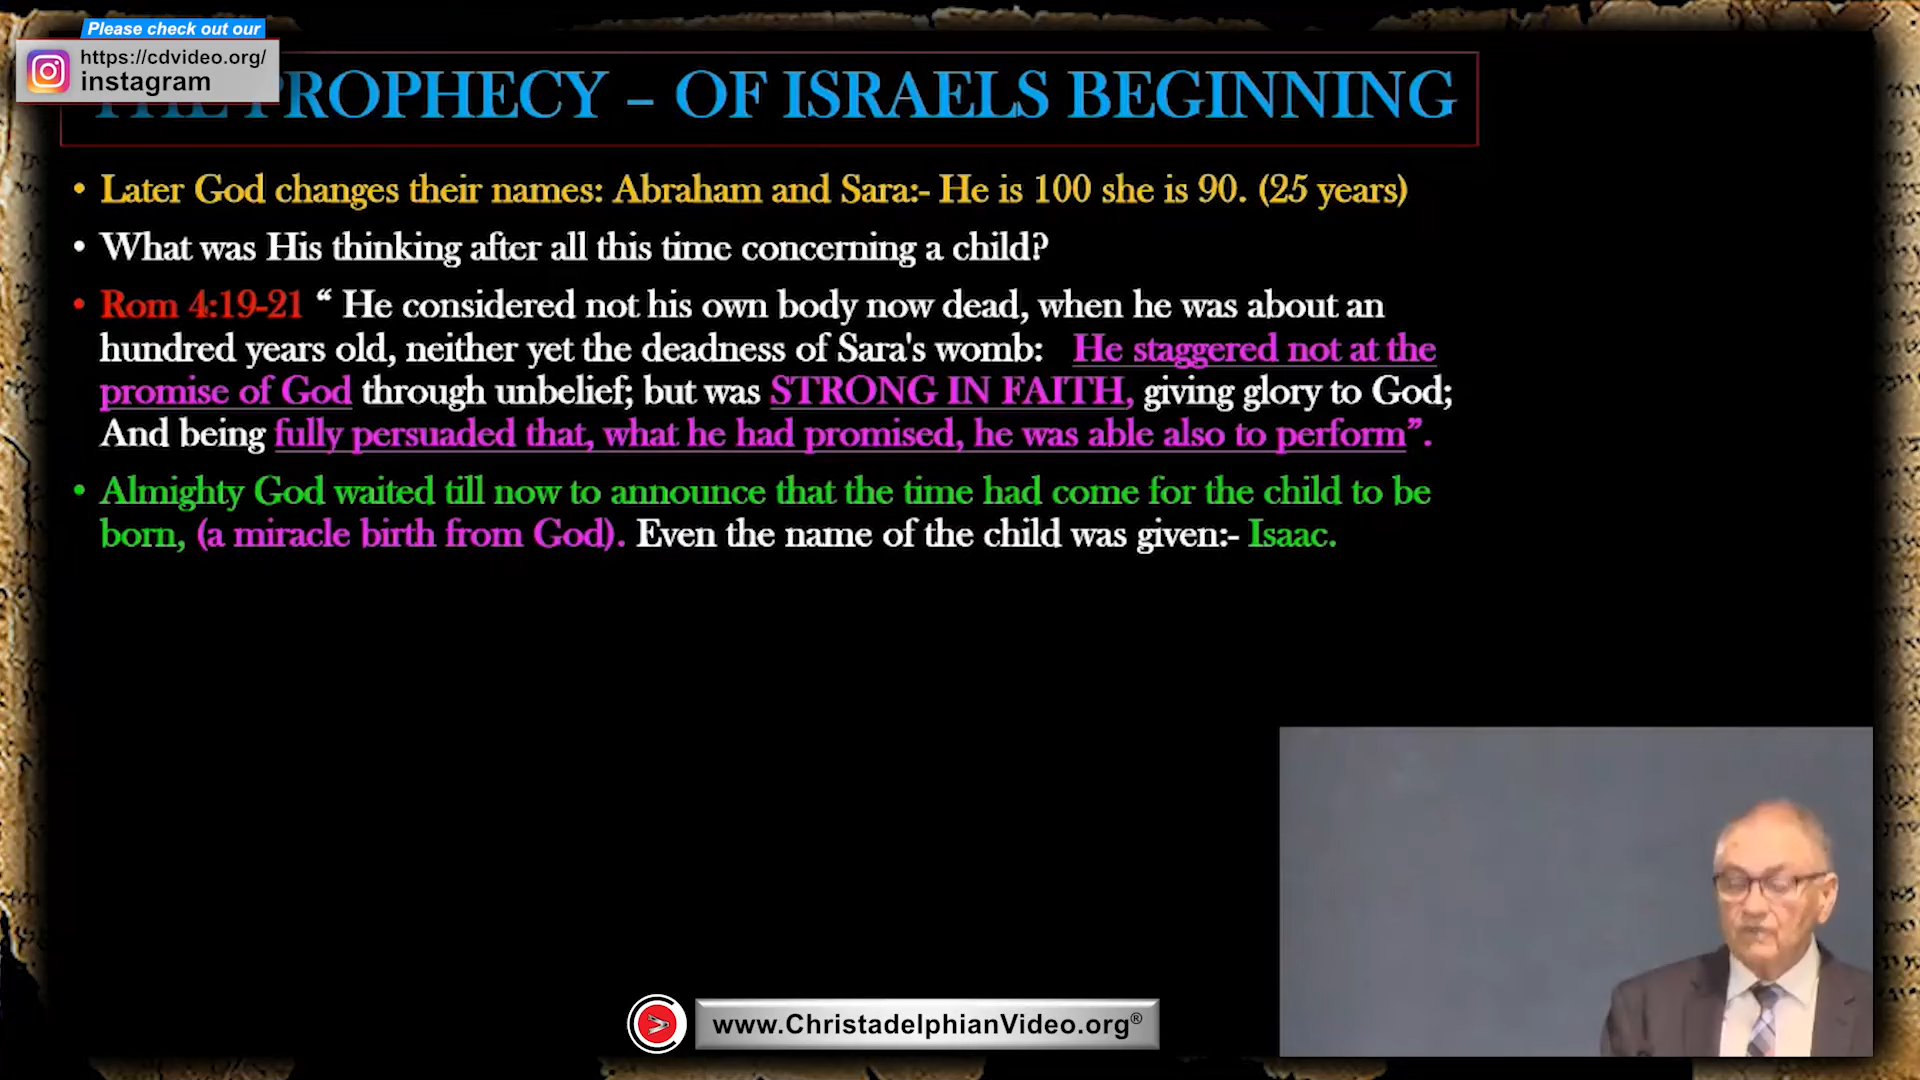 Please check out our
https://cdvideo.org/
instagram
PROPHECY – OF ISRAELS BEGINNING
• Later God changes their names: Abraham and Sara:- He is 100 she is 90. (25 years)
• What was His thinking after all this time concerning a child?
• Rom 4:19-21 “ He considered not his own body now dead, when he was about an
hundred years old, neither yet the deadness of Sara's womb: He staggered not at the
promise of God through unbelief; but was STRONG IN FAITH, giving glory to God;
And being fully persuaded that, what he had promised, he was able also to perform”.
• Almighty God waited till now to announce that the time had come for the child to be
born, (a miracle birth from God). Even the name of the child was given:- Isaac.
www.ChristadelphianVideo.org®